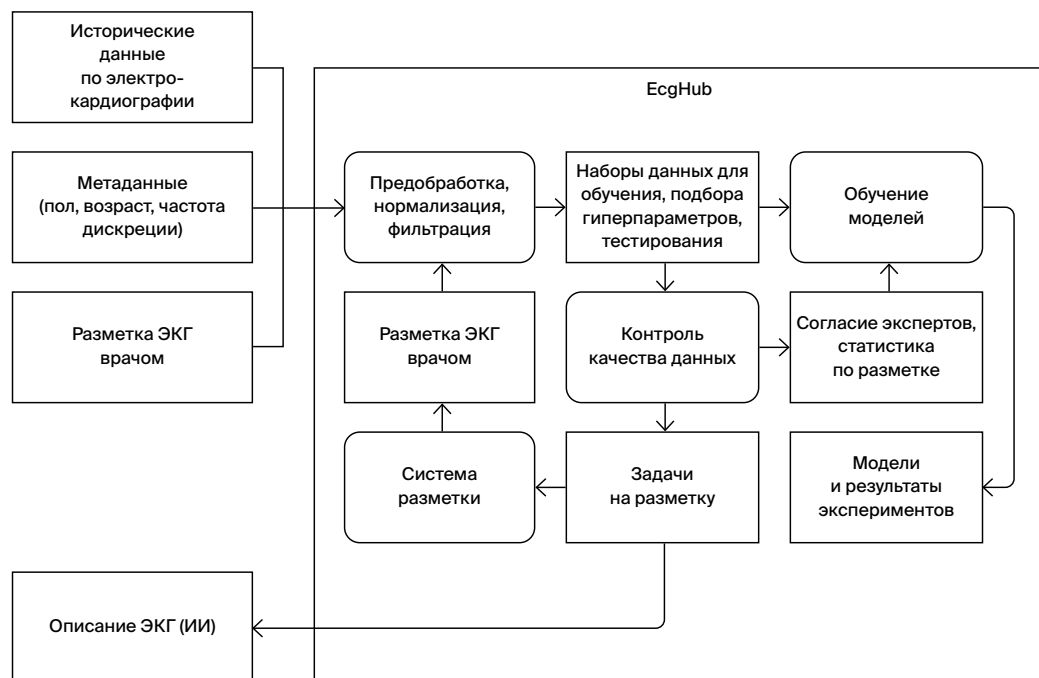 Исторические
данные
по электро-
кардиографии
EcgHub
Метаданные
(пол, возраст, частота
дискреции)
Предобработка,
нормализация,
фильтрация
Наборы данных для
обучения, подбора
гиперпараметров,
тестирования
Обучение
моделей
Разметка ЭКГ
врачом
Разметка ЭКГ
врачом
Контроль
качества данных
Согласие экспертов,
статистика
по разметке
Система
разметки
Задачи
на разметку
Модели
и результаты
экспериментов
Описание ЭКГ (ИИ)